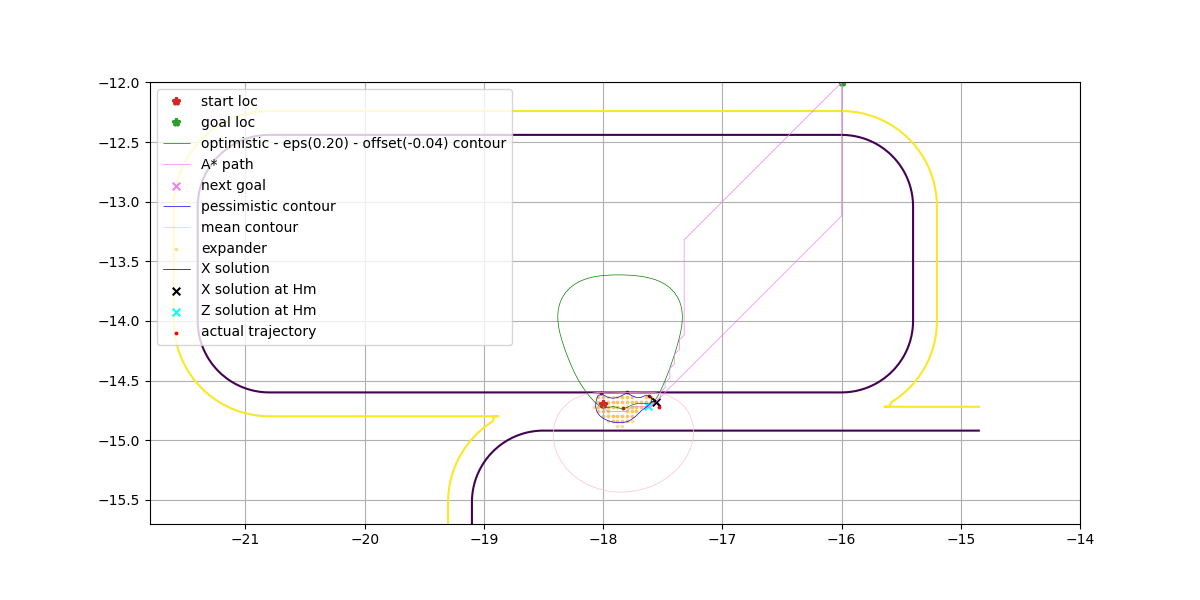 −12.0
−12.5
−13.0
−13.5
−14.0
−14.5
−15.0
−15.5
start loc
goal loc
optimistic - eps(0.20) - offset(-0.04) contour
A* path
next goal
pessimistic contour
mean contour
expander
X solution
X solution at Hm
Z solution at Hm
actual trajectory
−21 −20 −19 −18 −17 −16 −15 −14